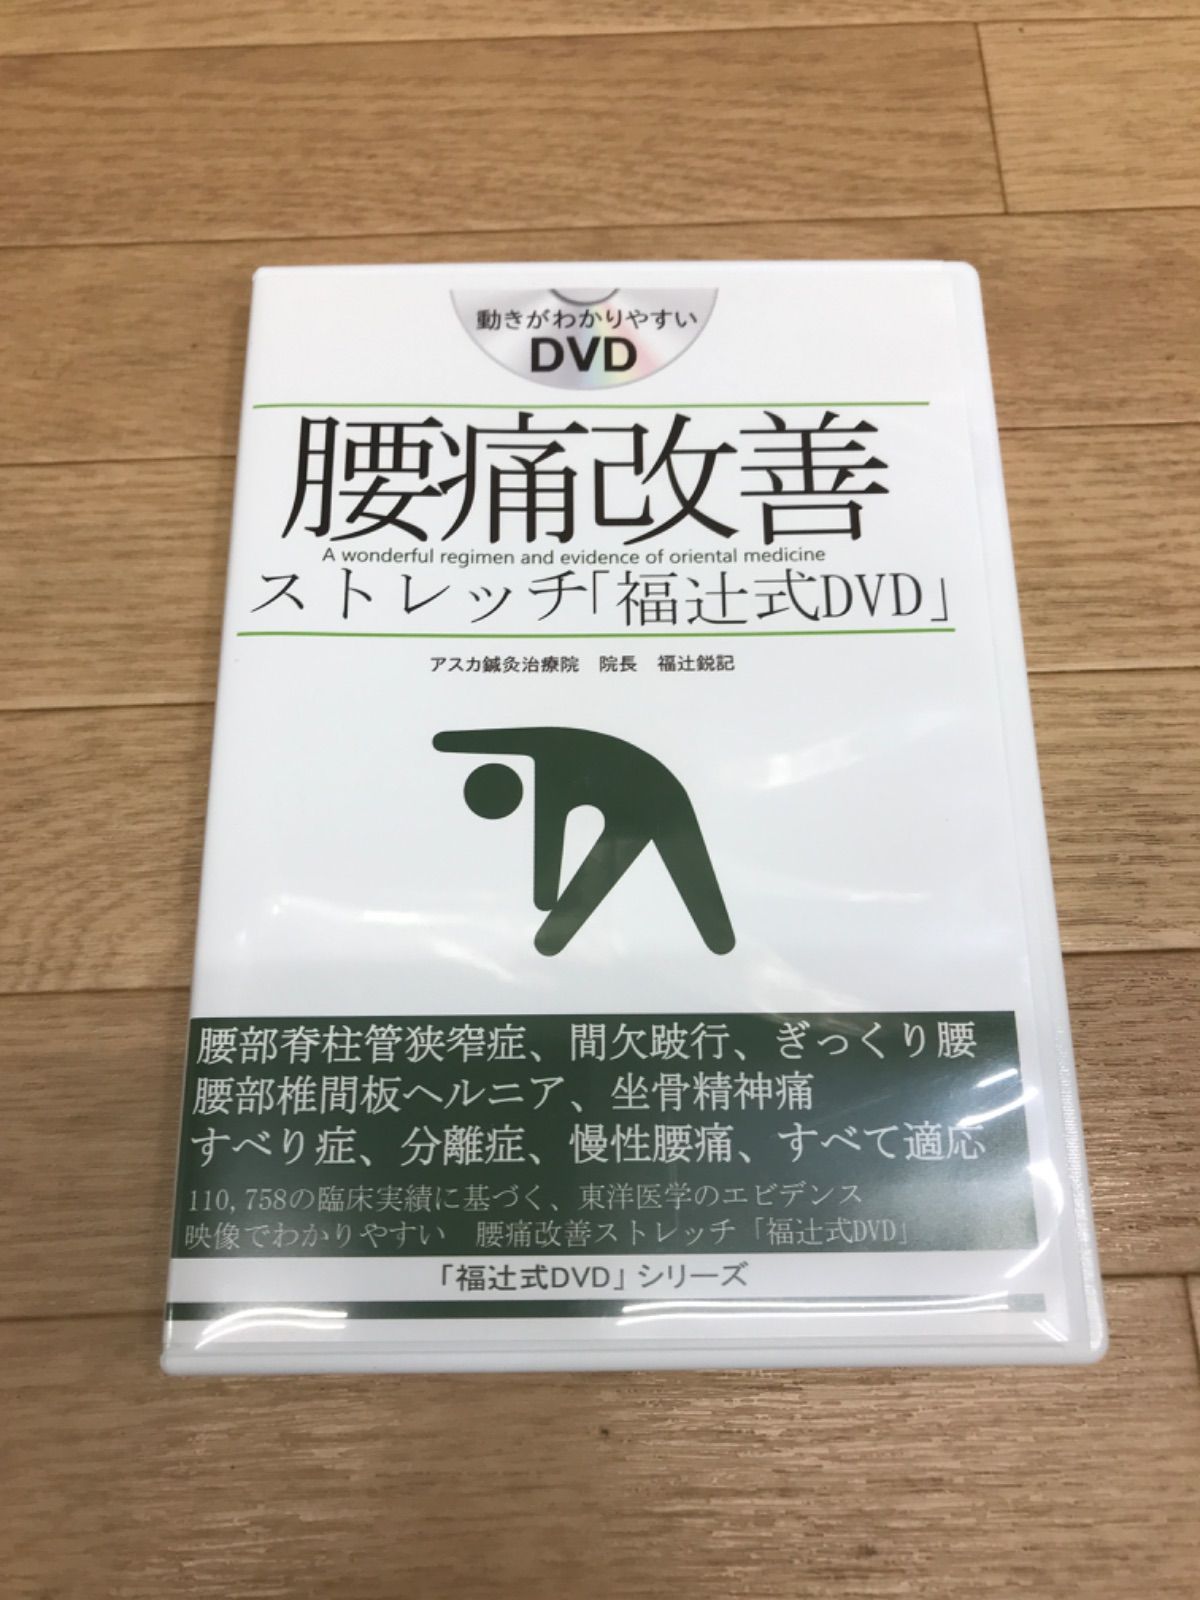 動きがわかりやすい
DVD
腰痛改善
A wonderful regimen and evidence of oriental medicine
ストレッチ「福辻式DVD」
アスカ鍼灸治療院　院長　福辻鋭記
腰部脊柱管狭窄症、間欠跛行、ぎっくり腰
腰部椎間板ヘルニア、坐骨精神痛
すべり症、分離症、慢性腰痛、すべて適応
110,758の臨床実績に基づく、東洋医学のエビデンス
映像でわかりやすい　腰痛改善ストレッチ「福辻式DVD」
「福辻式DVD」シリーズ